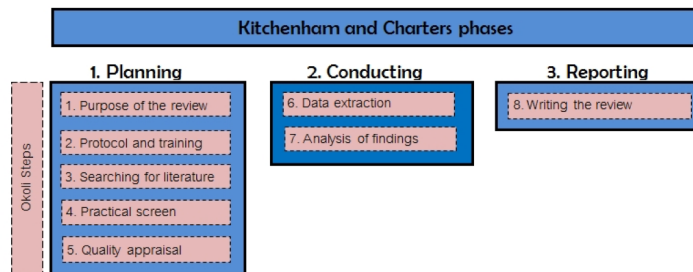 Kitchenham and Charters phases
1. Planning
2. Conducting
3. Reporting
Okoli Steps
1. Purpose of the review
2. Protocol and training
3. Searching for literature
4. Practical screen
5. Quality appraisal
6. Data extraction
7. Analysis of findings
8. Writing the review